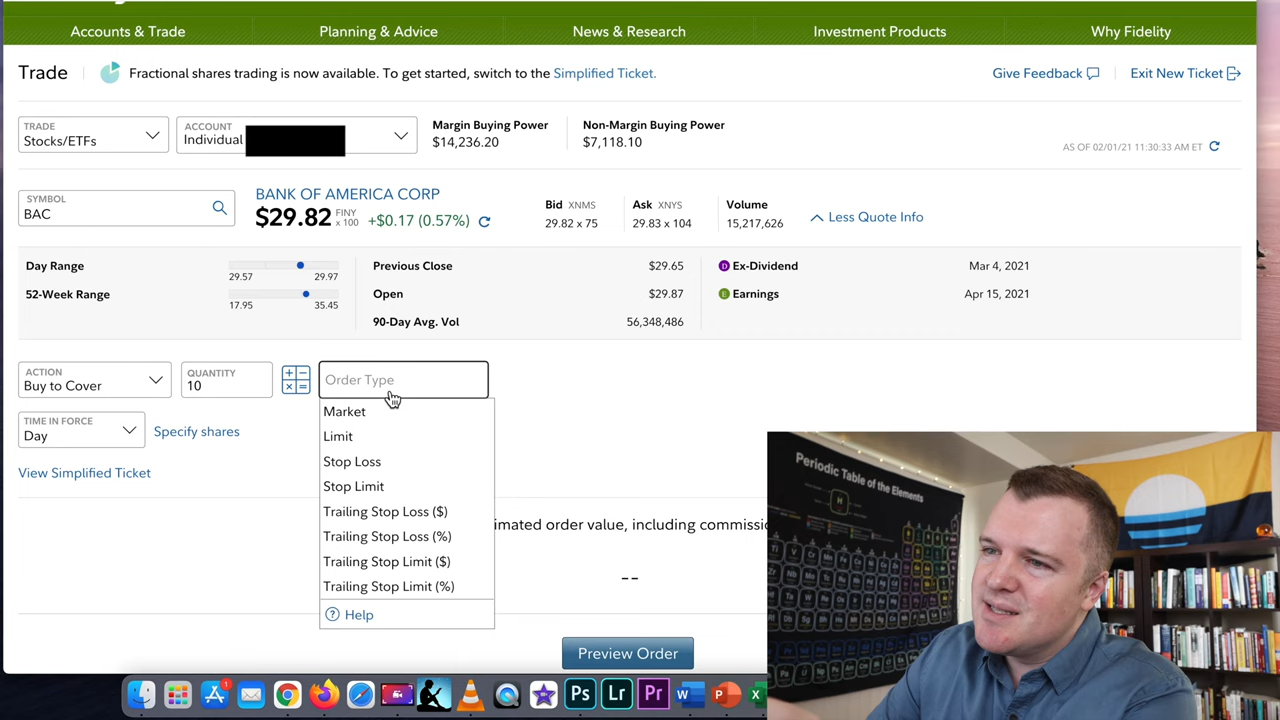 Accounts & Trade
Planning & Advice
News & Research
Investment Products
Why Fidelity
Trade
Fractional shares trading is now available. To get started, switch to the Simplified Ticket.
Give Feedback
Exit New Ticket
TRADE
Stocks/ETFs
ACCOUNT
Individual
Margin Buying Power
$14,236.20
Non-Margin Buying Power
$7,118.10
AS OF 02/01/21 11:30:33 AM ET
SYMBOL
BAC
BANK OF AMERICA CORP
$29.82 FINY x 100 +$0.17 (0.57%)
Bid XNMS
29.82 x 75
Ask XNYS
29.83 x 104
Volume
15,217,626
Less Quote Info
Day Range
29.57 29.97
52-Week Range
17.95 35.45
Previous Close $29.65
Open $29.87
90-Day Avg. Vol 56,348,486
D Ex-Dividend Mar 4, 2021
E Earnings Apr 15, 2021
ACTION
Buy to Cover
QUANTITY
10
Order Type
Market
Limit
Stop Loss
Stop Limit
Trailing Stop Loss ($)
Trailing Stop Loss (%)
Trailing Stop Limit ($)
Trailing Stop Limit (%)
Help
TIME IN FORCE
Day
Specify shares
View Simplified Ticket
imated order value, including commissio
--
Preview Order
Periodic Table of the Elements
1
Ps
Lr
Pr
W
P
X